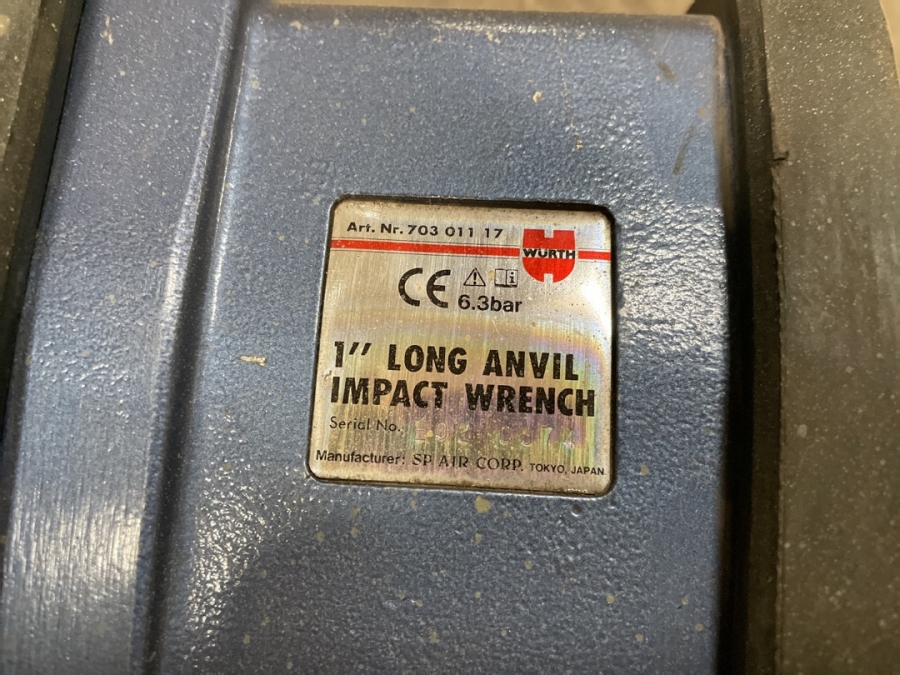 Art. Nr. 703 011 17
WÜRTH
CE
6.3bar
1" LONG ANVIL
IMPACT WRENCH
Serial No.
Manufacturer: SP AIR CORP. TOKYO, JAPAN